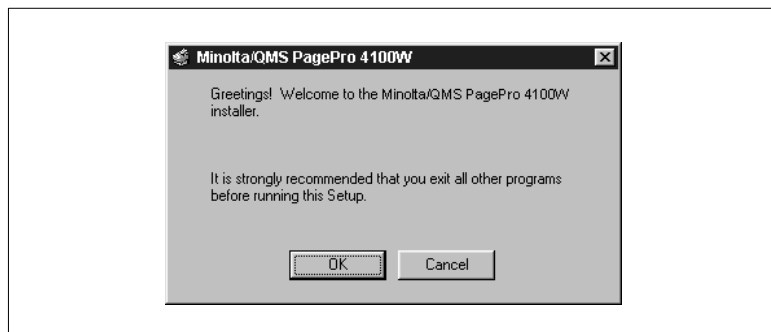 Minolta/QMS PagePro 4100W
Greetings! Welcome to the Minolta/QMS PagePro 4100W
installer.
It is strongly recommended that you exit all other programs
before running this Setup.
OK
Cancel